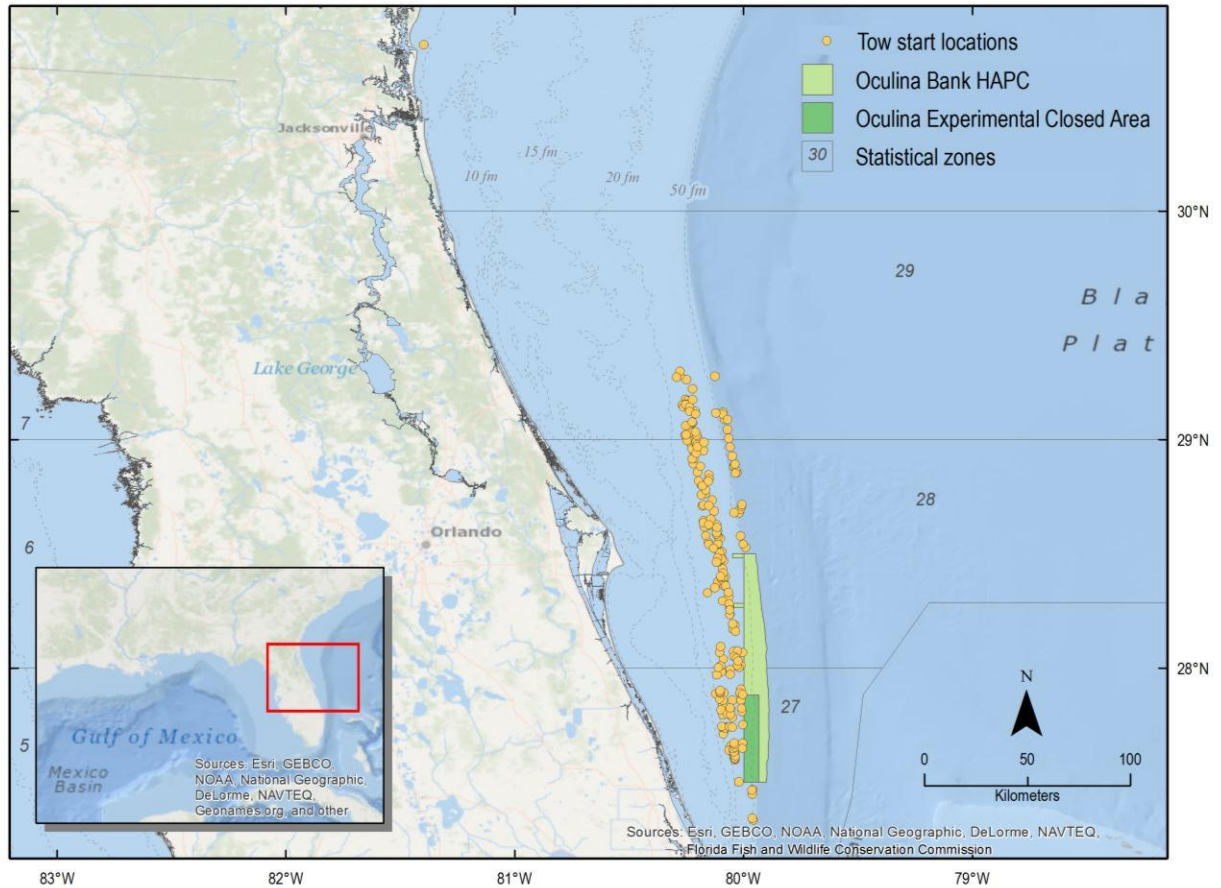 Tow start locations
Oculina Bank HAPC
Oculina Experimental Closed Area
30 Statistical zones
Jacksonville
10 fm
15 fm
20 fm
50 fm
30°N
29
B l a
P l a t
Lake George
7
29°N
Orlando
28
6
28°N
27
5
N
0 50 100
Kilometers
Gulf of Mexico
Mexico
Basin
Sources: Esri, GEBCO,
NOAA, National Geographic,
DeLorme, NAVTEQ,
Geonames.org, and other
Sources: Esri, GEBCO, NOAA, National Geographic, DeLorme, NAVTEQ,
Florida Fish and Wildlife Conservation Commission
83°W 82°W 81°W 80°W 79°W